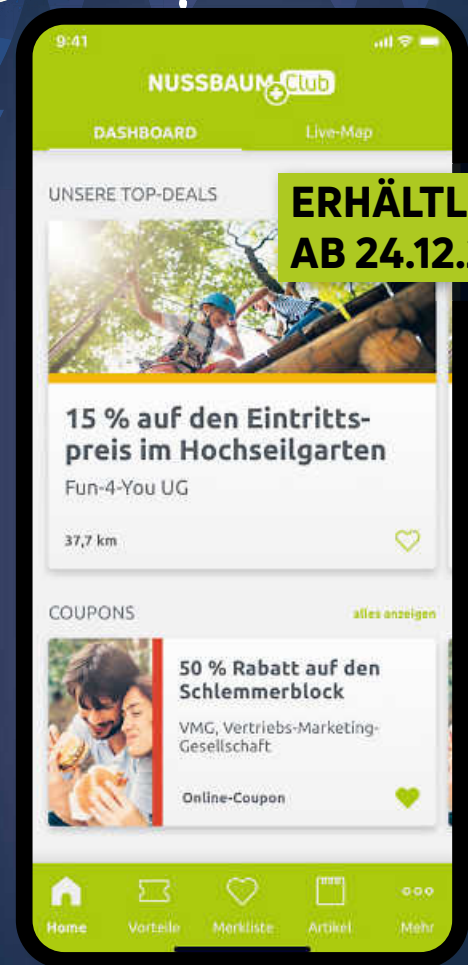 9:41
NUSSBAUM Club
DASHBOARD Live-Map
UNSERE TOP-DEALS
ERHÄLTL
AB 24.12.
15 % auf den Eintritts-
preis im Hochseilgarten
Fun-4-You UG
37,7 km
COUPONS alles anzeigen
50 % Rabatt auf den
Schlemmerblock
VMG, Vertriebs-Marketing-
Gesellschaft
Online-Coupon
Home Vorteile Merkliste Artikel Mehr